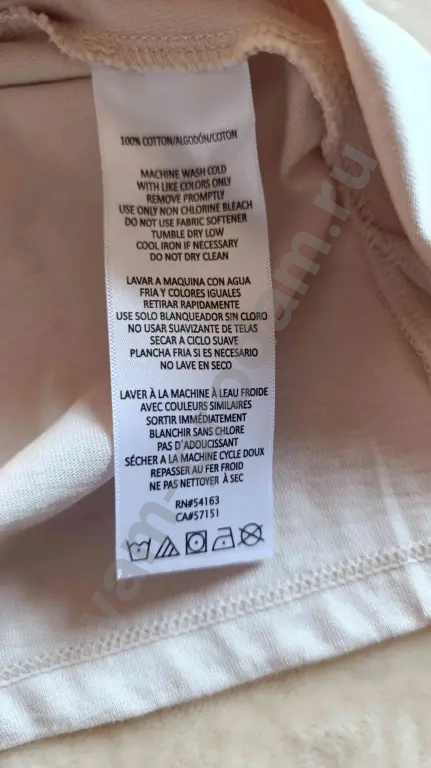 100% COTTON/ALGODÓN/COTON
MACHINE WASH COLD
WITH LIKE COLORS ONLY
REMOVE PROMPTLY
USE ONLY NON CHLORINE BLEACH
DO NOT USE FABRIC SOFTENER
TUMBLE DRY LOW
COOL IRON IF NECESSARY
DO NOT DRY CLEAN
LAVAR A MAQUINA CON AGUA
FRIA Y COLORES IGUALES
RETIRAR RAPIDAMENTE
USE SOLO BLANQUEADOR SIN CLORO
NO USAR SUAVIZANTE DE TELAS
SECAR A CICLO SUAVE
PLANCHA FRIA SI ES NECESARIO
NO LAVE EN SECO
LAVER À LA MACHINE À LEAU FROIDE
AVEC COULEURS SIMILAIRES
SORTIR IMMÉDIATEMENT
BLANCHIR SANS CHLORE
PAS D'ADOUCISSANT
SÉCHER A LA MACHINE CYCLE DOUX
REPASSER AU FER FROID
NE PAS NETTOYER À SEC
RN#54163
CA#57151